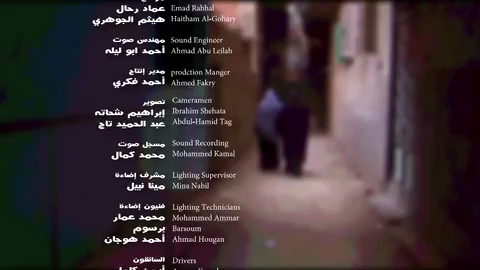 عماد رحال Emad Rahhal
هيثم الجوهري Haitham Al-Gohary
مهندس صوت Sound Engineer
أحمد ابو ليله Ahmad Abu Leilah
مدير إنتاج prodction Manger
أحمد فكري Ahmed Fakry
تصوير Cameramen
إبراهيم شحاته Ibrahim Shehata
عبد الحميد تاج Abdul-Hamid Tag
مسجل صوت Sound Recording
محمد كمال Mohammed Kamal
مشرف إضاءة Lighting Supervisor
مينا نبيل Mina Nabil
فنيون إضاءة Lighting Technicians
محمد عمار Mohammed Ammar
برسوم Barsoum
أحمد هوجان Ahmad Hougan
السائقون Drivers